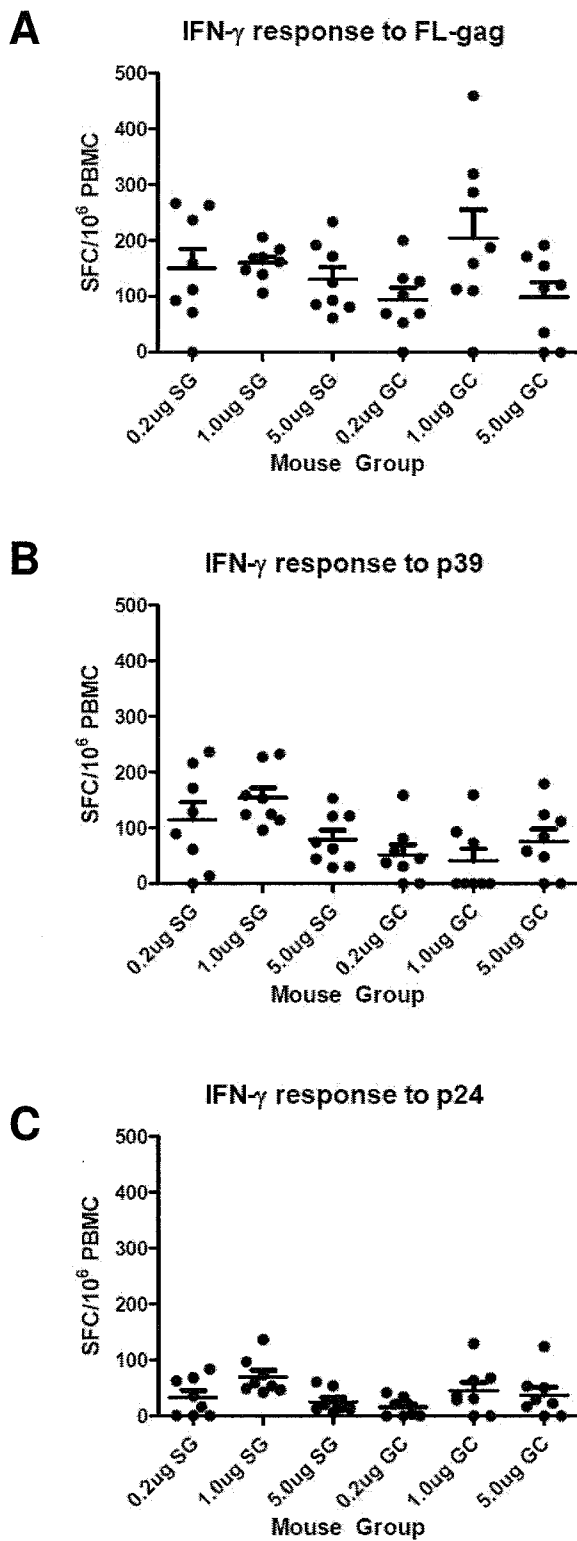 A
IFN-γ response to FL-gag
SFC/10⁶ PBMC
500
400
300
200
100
0
0.2ug SG
1.0ug SG
5.0ug SG
0.2ug GC
1.0ug GC
5.0ug GC
Mouse Group
B
IFN-γ response to p39
SFC/10⁶ PBMC
500
400
300
200
100
0
0.2ug SG
1.0ug SG
5.0ug SG
0.2ug GC
1.0ug GC
5.0ug GC
Mouse Group
C
IFN-γ response to p24
SFC/10⁶ PBMC
500
400
300
200
100
0
0.2ug SG
1.0ug SG
5.0ug SG
0.2ug GC
1.0ug GC
5.0ug GC
Mouse Group